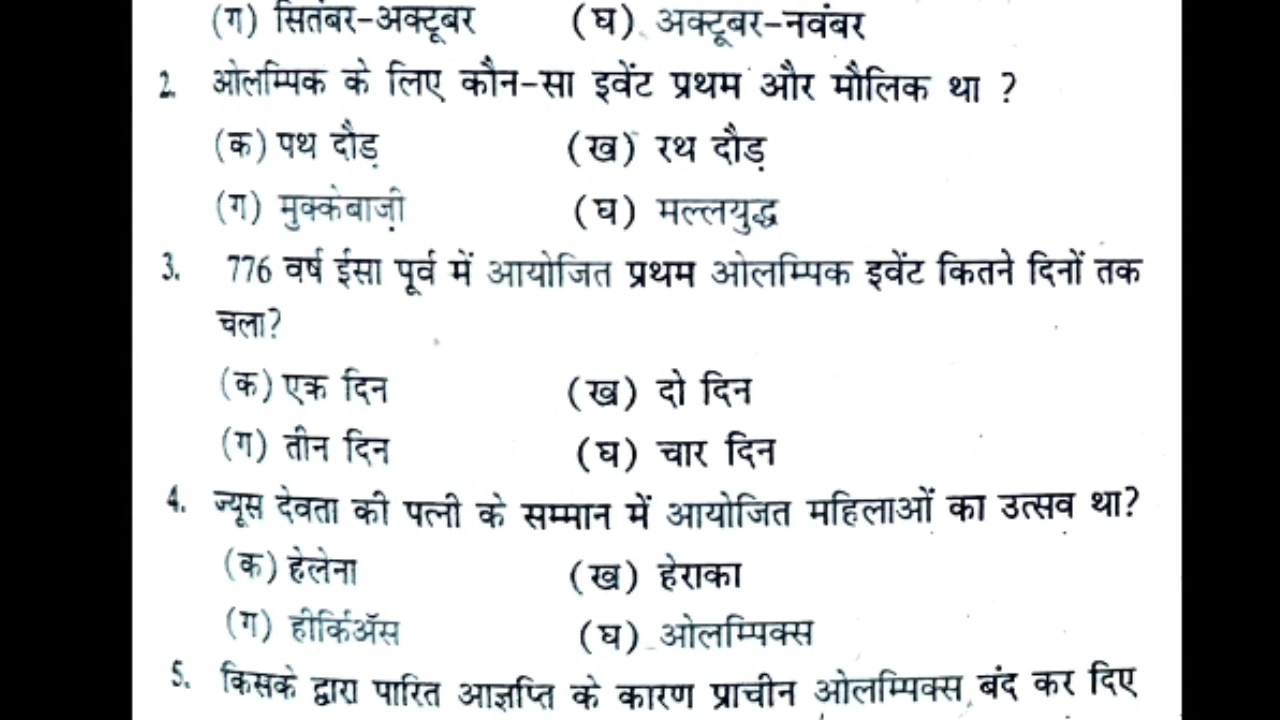 (ग) सितंबर-अक्टूबर (घ) अक्टूबर-नवंबर
2. ओलम्पिक के लिए कौन-सा इवेंट प्रथम और मौलिक था ?
(क) पथ दौड़ (ख) रथ दौड़
(ग) मुक्केबाज़ी (घ) मल्लयुद्ध
3. 776 वर्ष ईसा पूर्व में आयोजित प्रथम ओलम्पिक इवेंट कितने दिनों तक
चला?
(क) एक दिन (ख) दो दिन
(ग) तीन दिन (घ) चार दिन
4. ज्यूस देवता की पत्नी के सम्मान में आयोजित महिलाओं का उत्सव था?
(क) हेलेना (ख) हेराका
(ग) हीर्किअॅस (घ) ओलम्पिक्स
5. किसके द्वारा पारित आज्ञप्ति के कारण प्राचीन ओलम्पिक्स बंद कर दिए